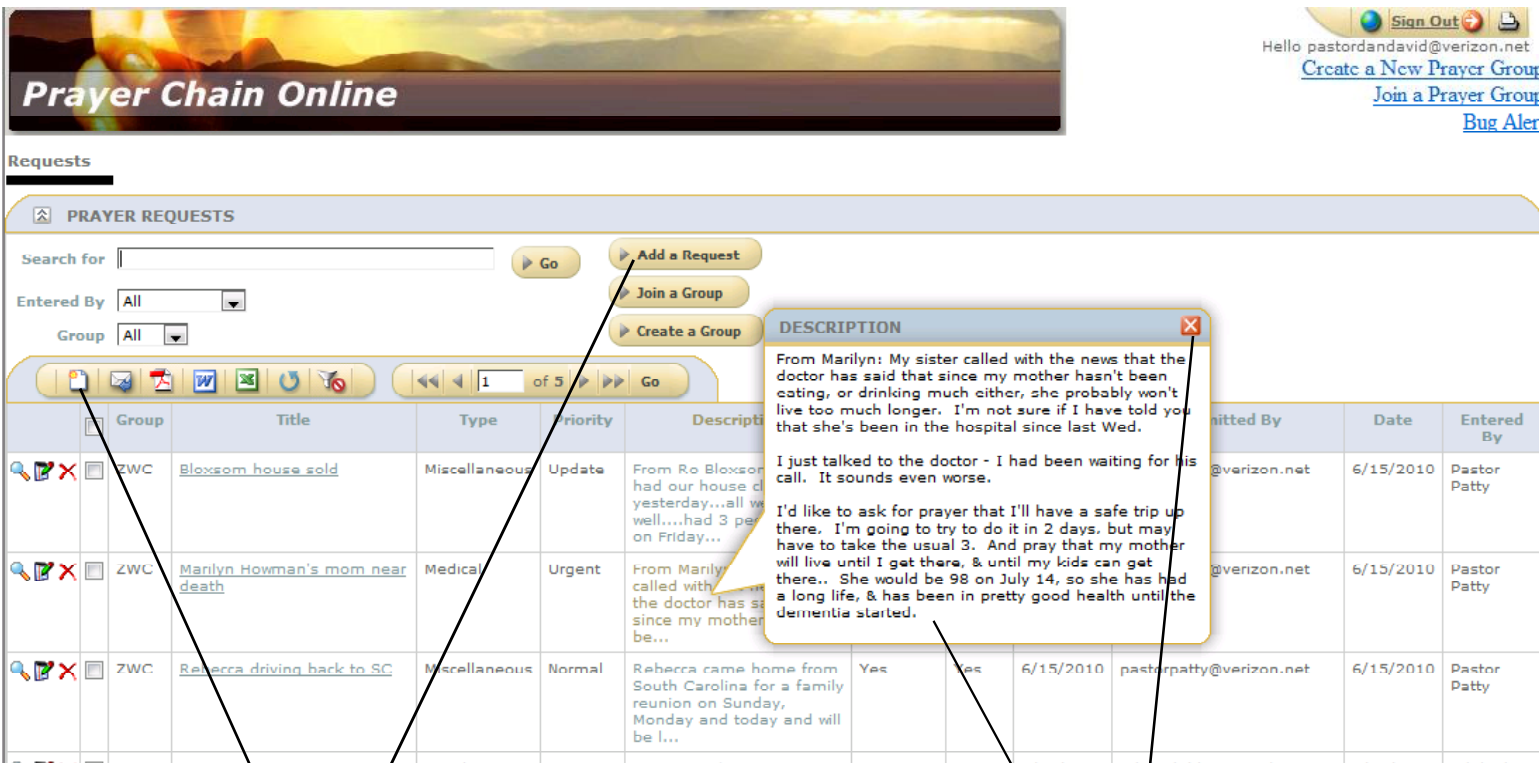 Sign Out
Hello pastordandavid@verizon.net
Create a New Prayer Group
Join a Prayer Group
Bug Aler
Prayer Chain Online
Requests
PRAYER REQUESTS
Search for
Go
Add a Request
Entered By All
Join a Group
Group All
Create a Group
1 of 5 Go
DESCRIPTION
From Marilyn: My sister called with the news that the
doctor has said that since my mother hasn't been
eating, or drinking much either, she probably won't
live too much longer. I'm not sure if I have told you
that she's been in the hospital since last Wed.
I just talked to the doctor - I had been waiting for his
call. It sounds even worse.
I'd like to ask for prayer that I'll have a safe trip up
there. I'm going to try to do it in 2 days, but may
have to take the usual 3. And pray that my mother
will live until I get there, & until my kids can get
there.. She would be 98 on July 14, so she has had
a long life, & has been in pretty good health until the
dementia started.
Group Title Type Priority Descripti mitted By Date Entered
By
ZWC Bloxsom house sold Miscellaneous Update From Ro Bloxsom @verizon.net 6/15/2010 Pastor
had our house cl Patty
yesterday...all we
well....had 3 pe
on Friday...
ZWC Marilyn Howman's mom near Medical Urgent From Marily @verizon.net 6/15/2010 Pastor
death called with Patty
the doctor has sa
since my mother
be...
ZWC Rebecca driving back to SC Miscellaneous Normal Rebecca came home from Yes Yes 6/15/2010 pastorpatty@verizon.net 6/15/2010 Pastor
South Carolina for a family Patty
reunion on Sunday,
Monday and today and will
be l...